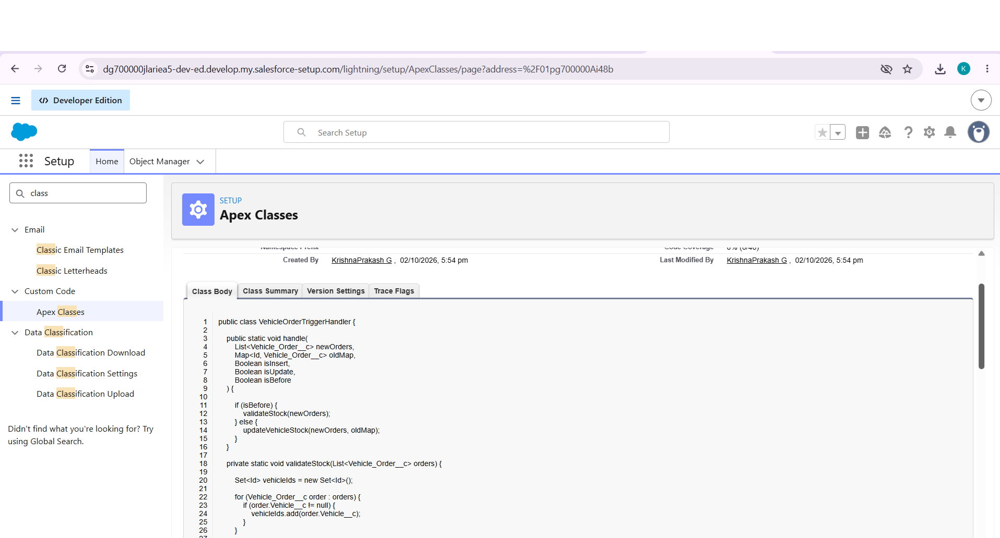 dg700000jlariea5-dev-ed.develop.my.salesforce-setup.com/lightning/setup/ApexClasses/page?address=%2F01pg700000Ai48b
K
</> Developer Edition
Search Setup
Setup
Home
Object Manager
class
Email
Classic Email Templates
Classic Letterheads
Custom Code
Apex Classes
Data Classification
Data Classification Download
Data Classification Settings
Data Classification Upload
Didn't find what you're looking for? Try
using Global Search.
SETUP
Apex Classes
Namespace Prefix
Code Coverage
Created By KrishnaPrakash G , 02/10/2026, 5:54 pm
Last Modified By KrishnaPrakash G , 02/10/2026, 5:54 pm
Class Body Class Summary Version Settings Trace Flags
1 public class VehicleOrderTriggerHandler {
2
3 public static void handle(
4 List<Vehicle_Order__c> newOrders,
5 Map<Id, Vehicle_Order__c> oldMap,
6 Boolean isInsert,
7 Boolean isUpdate,
8 Boolean isBefore
9 ) {
10
11 if (isBefore) {
12 validateStock(newOrders);
13 } else {
14 updateVehicleStock(newOrders, oldMap);
15 }
16 }
17
18 private static void validateStock(List<Vehicle_Order__c> orders) {
19
20 Set<Id> vehicleIds = new Set<Id>();
21
22 for (Vehicle_Order__c order : orders) {
23 if (order.Vehicle__c != null) {
24 vehicleIds.add(order.Vehicle__c);
25 }
26 }